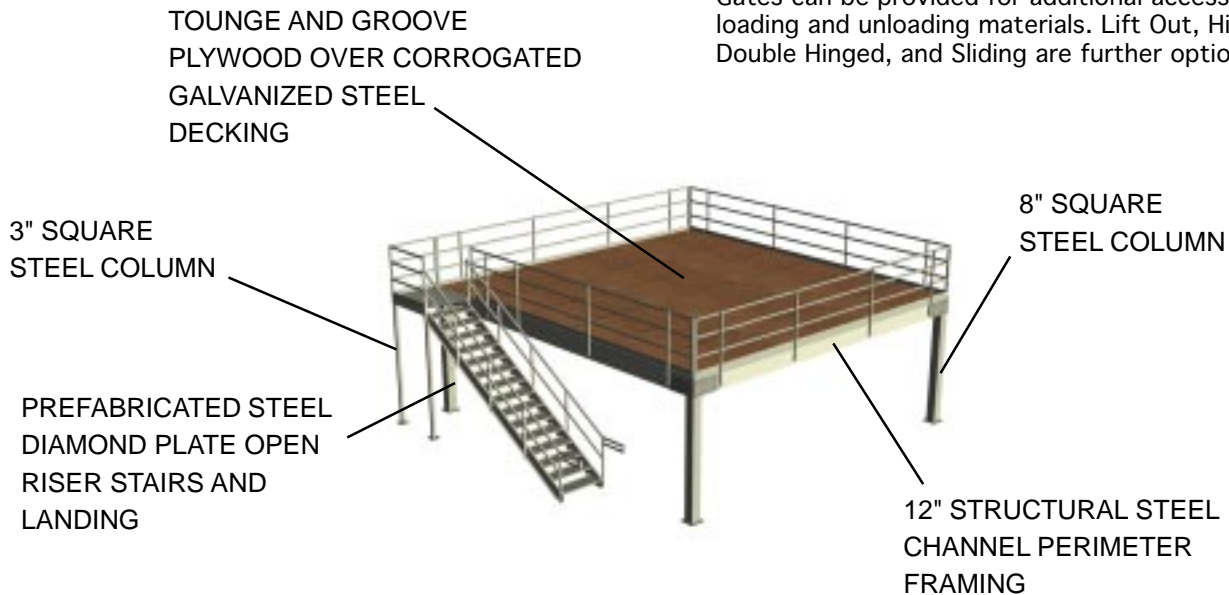 Gates can be provided for additional access
loading and unloading materials. Lift Out, Hi
Double Hinged, and Sliding are further optio
TOUNGE AND GROOVE
PLYWOOD OVER CORROGATED
GALVANIZED STEEL
DECKING
3" SQUARE
STEEL COLUMN
8" SQUARE
STEEL COLUMN
PREFABRICATED STEEL
DIAMOND PLATE OPEN
RISER STAIRS AND
LANDING
12" STRUCTURAL STEEL
CHANNEL PERIMETER
FRAMING